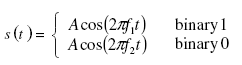 s(t) = { A cos(2πf₁t) binary 1
A cos(2πf₂t) binary 0